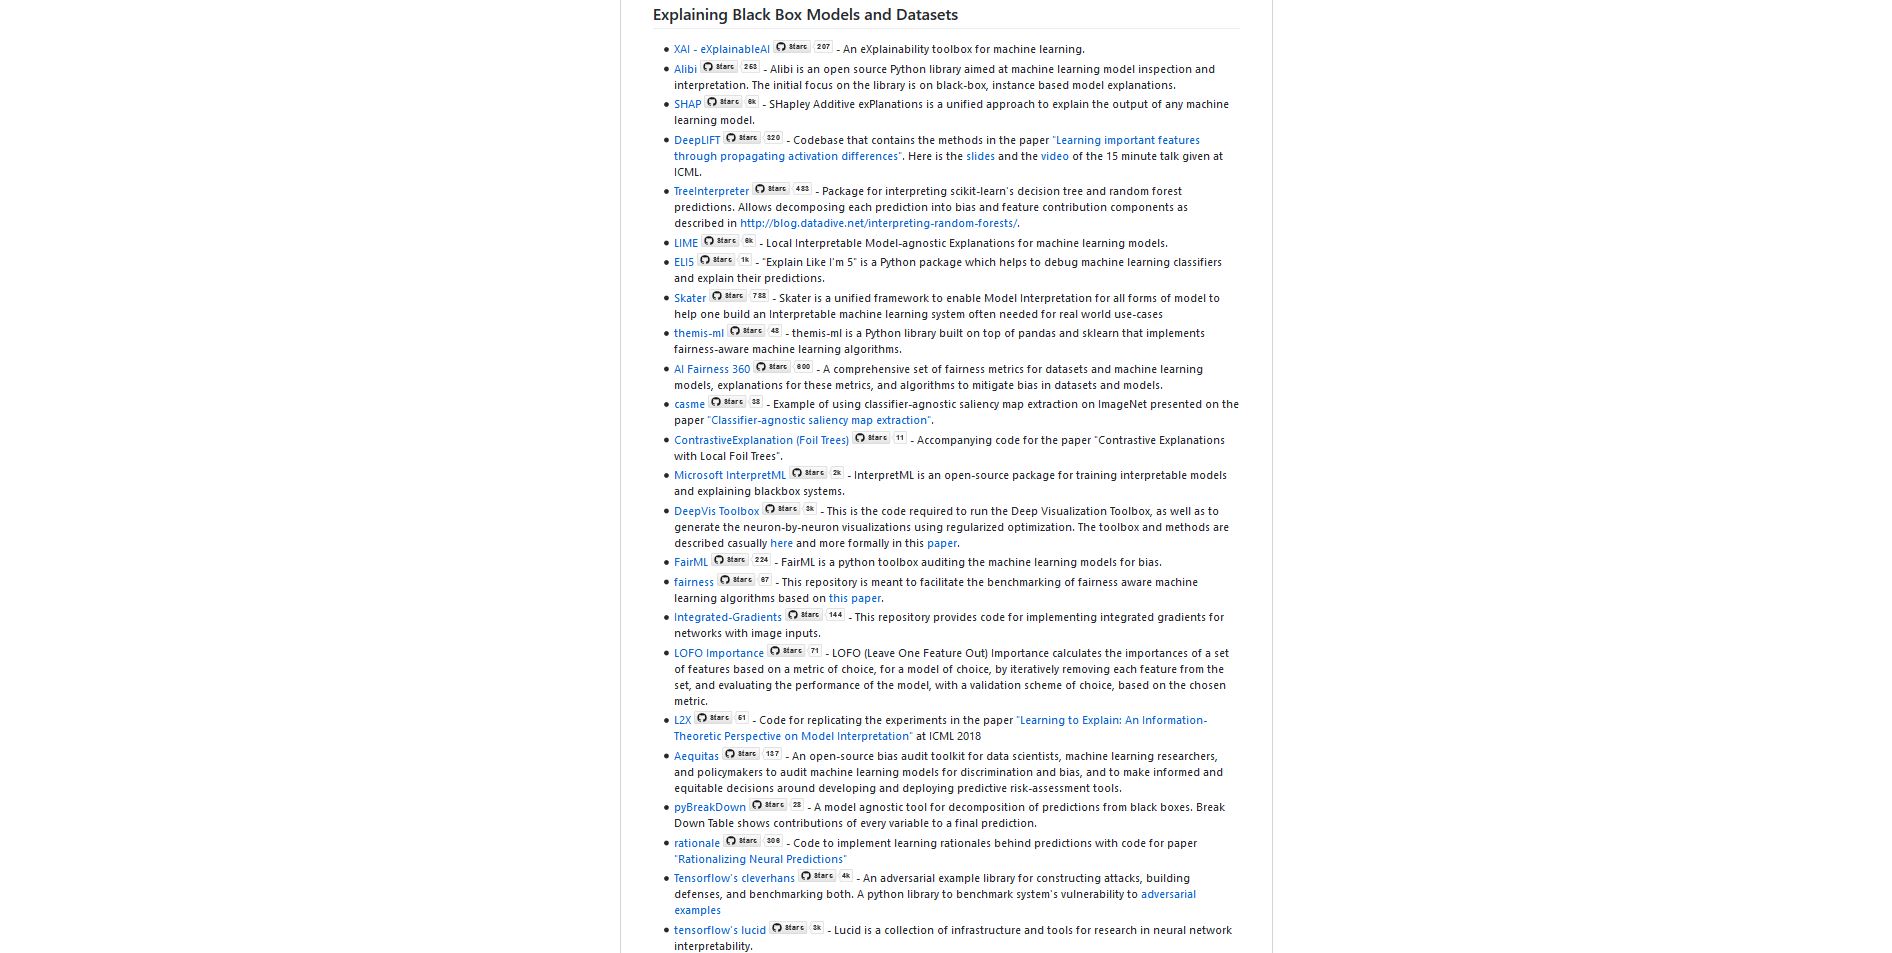 Explaining Black Box Models and Datasets
XAI - eXplainableAI Stars 207 - An eXplainability toolbox for machine learning.
Alibi Stars 253 - Alibi is an open source Python library aimed at machine learning model inspection and
interpretation. The initial focus on the library is on black-box, instance based model explanations.
SHAP Stars 6k - SHapley Additive exPlanations is a unified approach to explain the output of any machine
learning model.
DeepLIFT Stars 320 - Codebase that contains the methods in the paper "Learning important features
through propagating activation differences". Here is the slides and the video of the 15 minute talk given at
ICML.
TreeInterpreter Stars 433 - Package for interpreting scikit-learn's decision tree and random forest
predictions. Allows decomposing each prediction into bias and feature contribution components as
described in http://blog.datadive.net/interpreting-random-forests/.
LIME Stars 6k - Local Interpretable Model-agnostic Explanations for machine learning models.
ELI5 Stars 1k - "Explain Like I'm 5" is a Python package which helps to debug machine learning classifiers
and explain their predictions.
Skater Stars 733 - Skater is a unified framework to enable Model Interpretation for all forms of model to
help one build an Interpretable machine learning system often needed for real world use-cases
themis-ml Stars 48 - themis-ml is a Python library built on top of pandas and sklearn that implements
fairness-aware machine learning algorithms.
AI Fairness 360 Stars 600 - A comprehensive set of fairness metrics for datasets and machine learning
models, explanations for these metrics, and algorithms to mitigate bias in datasets and models.
casme Stars 38 - Example of using classifier-agnostic saliency map extraction on ImageNet presented on the
paper "Classifier-agnostic saliency map extraction".
ContrastiveExplanation (Foil Trees) Stars 11 - Accompanying code for the paper "Contrastive Explanations
with Local Foil Trees".
Microsoft InterpretML Stars 2k - InterpretML is an open-source package for training interpretable models
and explaining blackbox systems.
DeepVis Toolbox Stars 3k - This is the code required to run the Deep Visualization Toolbox, as well as to
generate the neuron-by-neuron visualizations using regularized optimization. The toolbox and methods are
described casually here and more formally in this paper.
FairML Stars 224 - FairML is a python toolbox auditing the machine learning models for bias.
fairness Stars 67 - This repository is meant to facilitate the benchmarking of fairness aware machine
learning algorithms based on this paper.
Integrated-Gradients Stars 144 - This repository provides code for implementing integrated gradients for
networks with image inputs.
LOFO Importance Stars 71 - LOFO (Leave One Feature Out) Importance calculates the importances of a set
of features based on a metric of choice, for a model of choice, by iteratively removing each feature from the
set, and evaluating the performance of the model, with a validation scheme of choice, based on the chosen
metric.
L2X Stars 51 - Code for replicating the experiments in the paper "Learning to Explain: An Information-
Theoretic Perspective on Model Interpretation" at ICML 2018
Aequitas Stars 137 - An open-source bias audit toolkit for data scientists, machine learning researchers,
and policymakers to audit machine learning models for discrimination and bias, and to make informed and
equitable decisions around developing and deploying predictive risk-assessment tools.
pyBreakDown Stars 28 - A model agnostic tool for decomposition of predictions from black boxes. Break
Down Table shows contributions of every variable to a final prediction.
rationale Stars 306 - Code to implement learning rationales behind predictions with code for paper
"Rationalizing Neural Predictions"
Tensorflow's cleverhans Stars 4k - An adversarial example library for constructing attacks, building
defenses, and benchmarking both. A python library to benchmark system's vulnerability to adversarial
examples
tensorflow's lucid Stars 3k - Lucid is a collection of infrastructure and tools for research in neural network
interpretability.